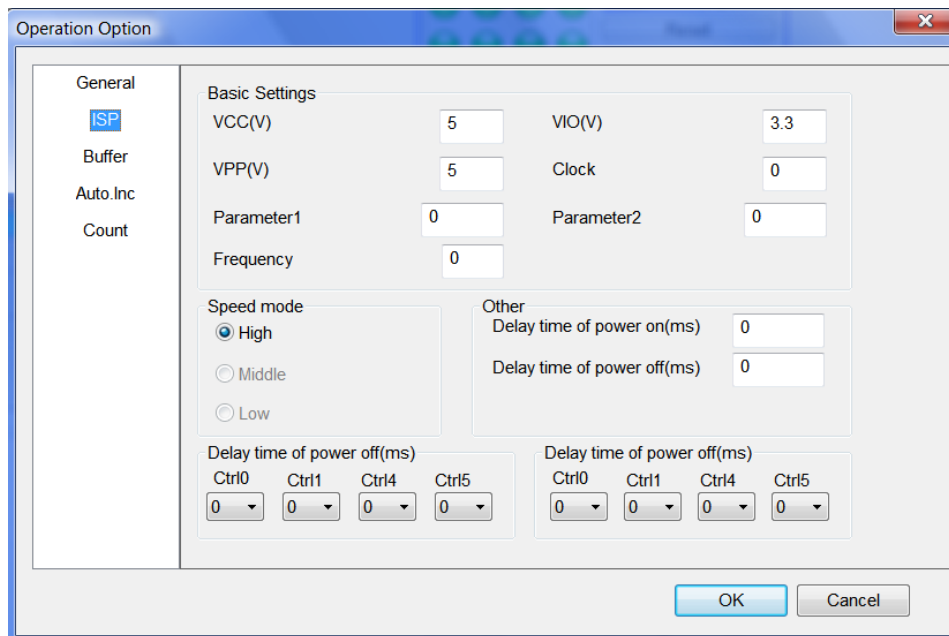 Operation Option
General
ISP
Buffer
Auto.Inc
Count
Basic Settings
VCC(V) 5 VIO(V) 3.3
VPP(V) 5 Clock 0
Parameter1 0 Parameter2 0
Frequency 0
Speed mode
High
Middle
Low
Other
Delay time of power on(ms) 0
Delay time of power off(ms) 0
Delay time of power off(ms)
Ctrl0 Ctrl1 Ctrl4 Ctrl5
0 0 0 0
Delay time of power off(ms)
Ctrl0 Ctrl1 Ctrl4 Ctrl5
0 0 0 0
OK Cancel